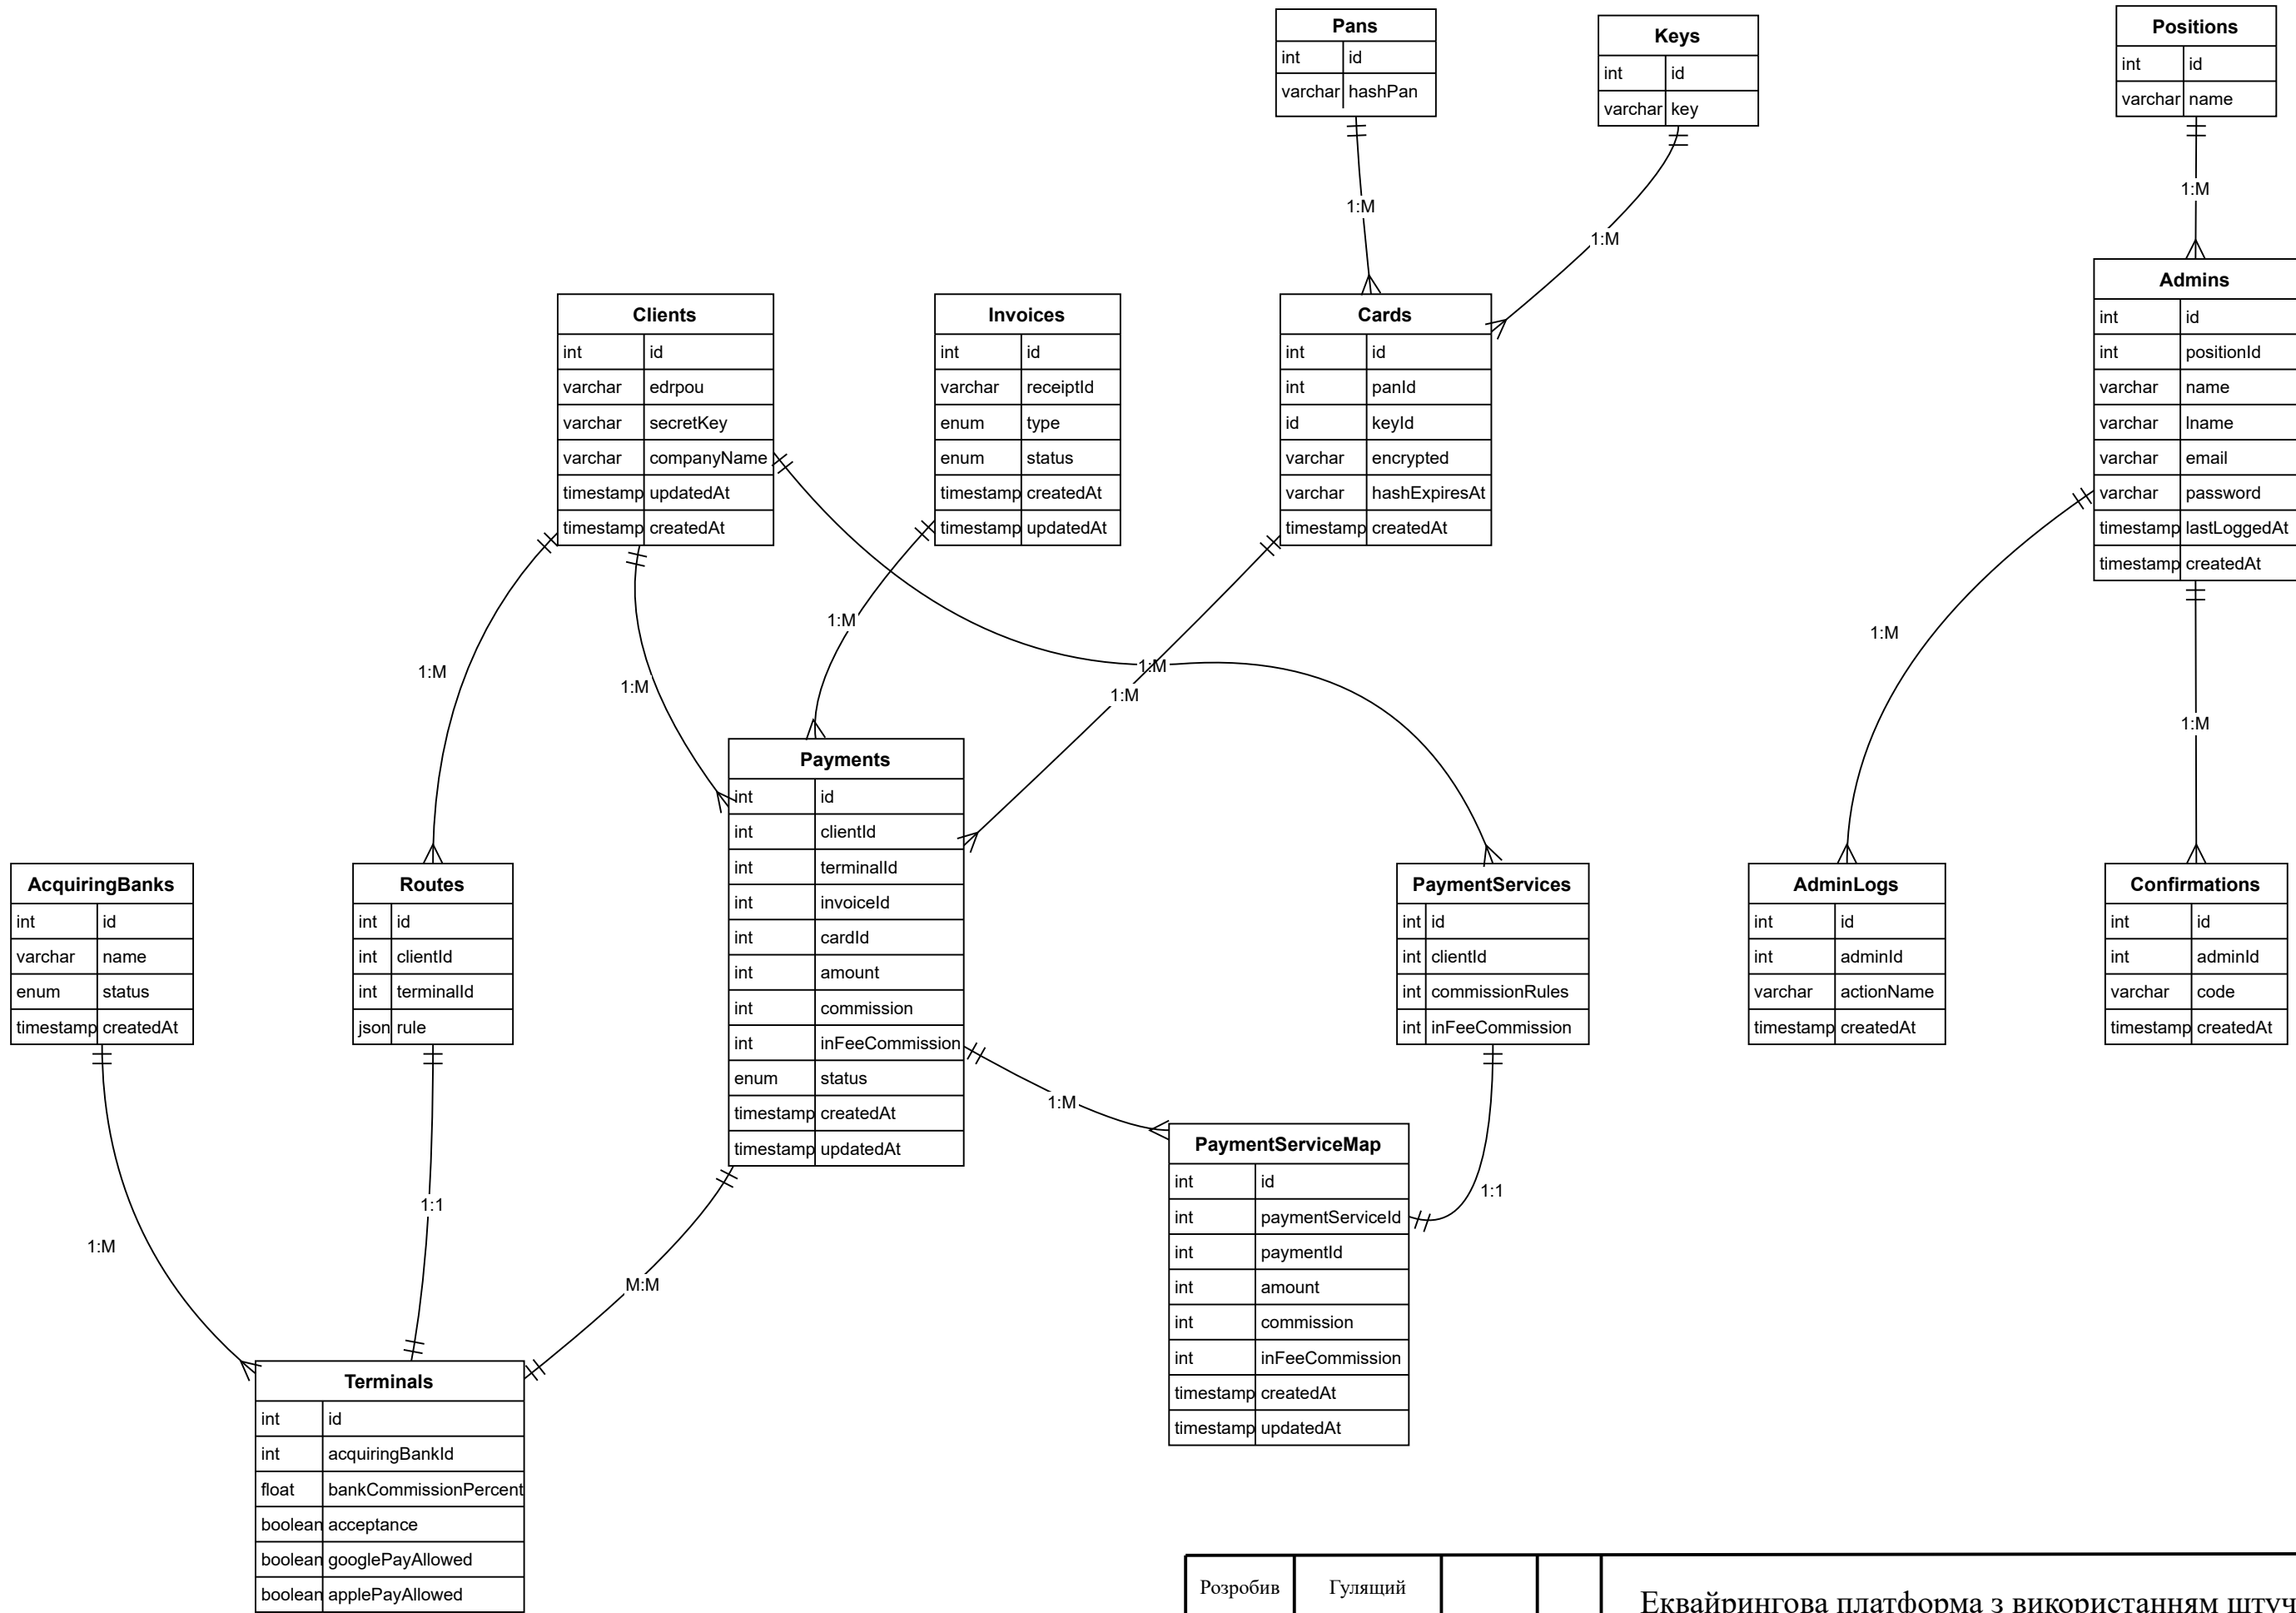 Pans
int id
varchar hashPan
Keys
int id
varchar key
Positions
int id
varchar name
1:M
1:M
1:M
Clients
int id
varchar edrpou
varchar secretKey
varchar companyName
timestamp updatedAt
timestamp createdAt
Invoices
int id
varchar receiptId
enum type
enum status
timestamp createdAt
timestamp updatedAt
Cards
int id
int panId
id keyId
varchar encrypted
varchar hashExpiresAt
timestamp createdAt
Admins
int id
int positionId
varchar name
varchar lname
varchar email
varchar password
timestamp lastLoggedAt
timestamp createdAt
1:M
1:M
1:M
1:M
1:M
1:M
1:M
Payments
int id
int clientId
int terminalId
int invoiceId
int cardId
int amount
int commission
int inFeeCommission
enum status
timestamp createdAt
timestamp updatedAt
AcquiringBanks
int id
varchar name
enum status
timestamp createdAt
Routes
int id
int clientId
int terminalId
json rule
PaymentServices
int id
int clientId
int commissionRules
int inFeeCommission
AdminLogs
int id
int adminId
varchar actionName
timestamp createdAt
Confirmations
int id
int adminId
varchar code
timestamp createdAt
1:M
1:1
1:1
1:M
M:M
PaymentServiceMap
int id
int paymentServiceId
int paymentId
int amount
int commission
int inFeeCommission
timestamp createdAt
timestamp updatedAt
Terminals
int id
int acquiringBankId
float bankCommissionPercent
boolean acceptance
boolean googlePayAllowed
boolean applePayAllowed
Розробив Гулящий
Еквайрингова платформа з використанням штуч